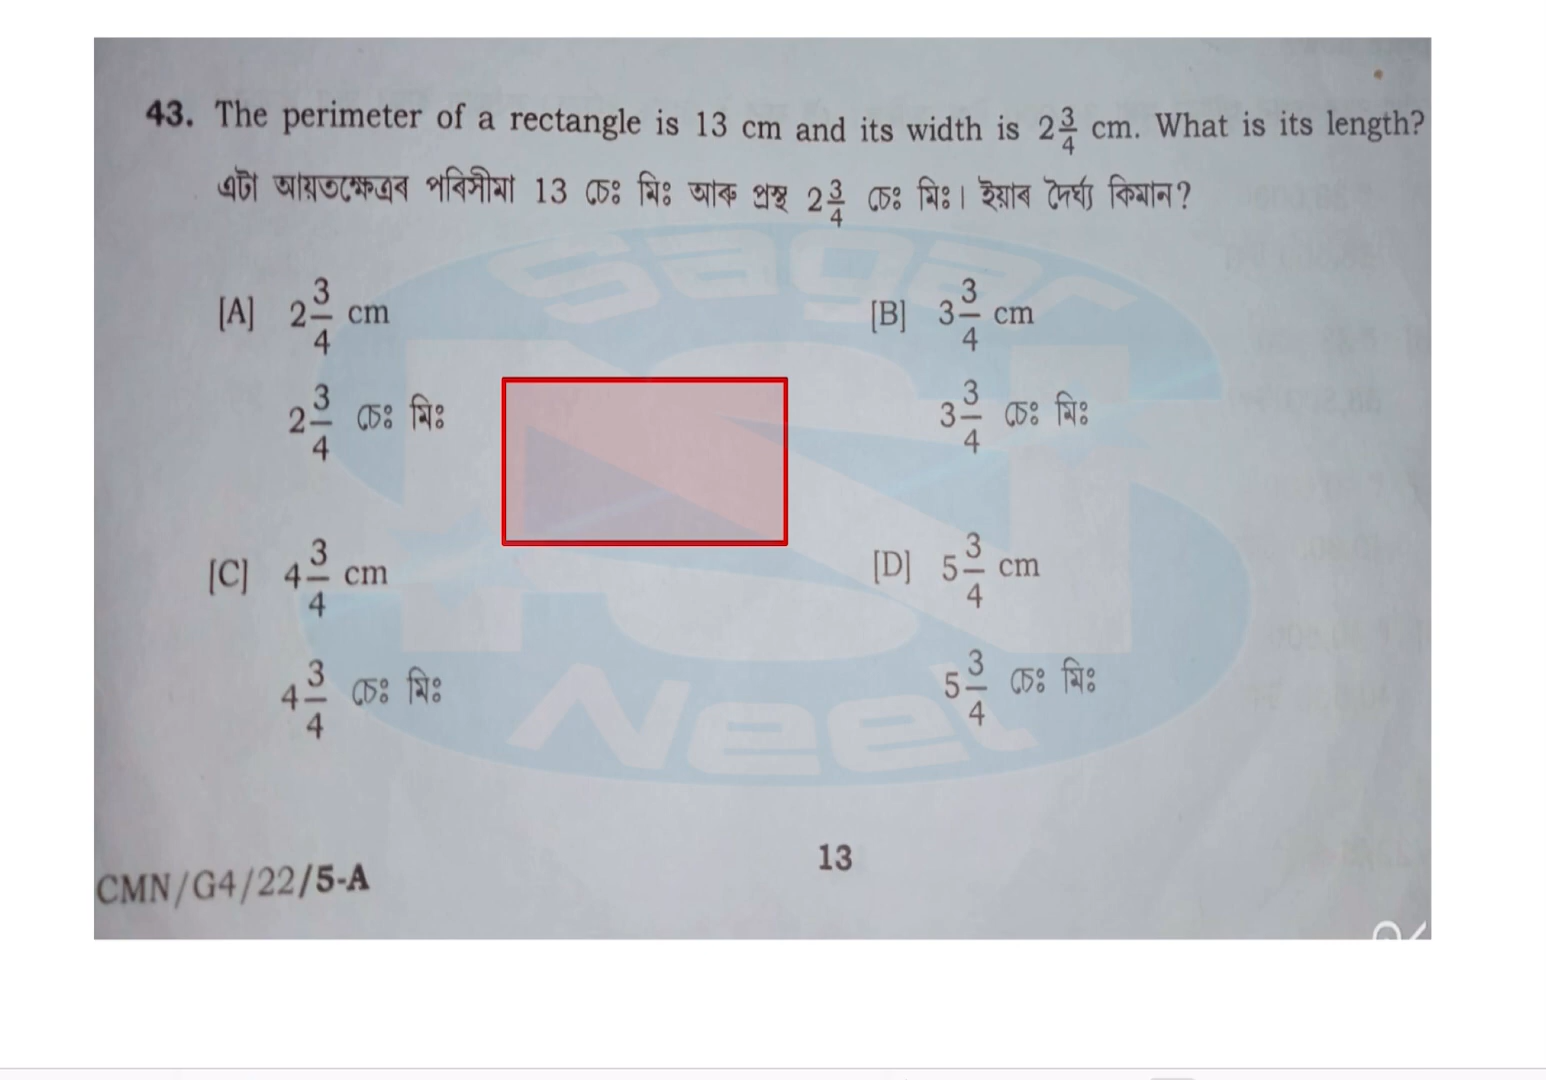 43. The perimeter of a rectangle is 13 cm and its width is 2 3/4 cm. What is its length?
এটা আয়তক্ষেত্ৰৰ পৰিসীমা 13 চেঃ মিঃ আৰু প্ৰস্থ 2 3/4 চেঃ মিঃ। ইয়াৰ দৈৰ্ঘ্য কিমান?
Sagar
[A] 2 3/4 cm [B] 3 3/4 cm
2 3/4 চেঃ মিঃ 3 3/4 চেঃ মিঃ
[C] 4 3/4 cm [D] 5 3/4 cm
4 3/4 চেঃ মিঃ 5 3/4 চেঃ মিঃ
Neel
13
CMN/G4/22/5-A